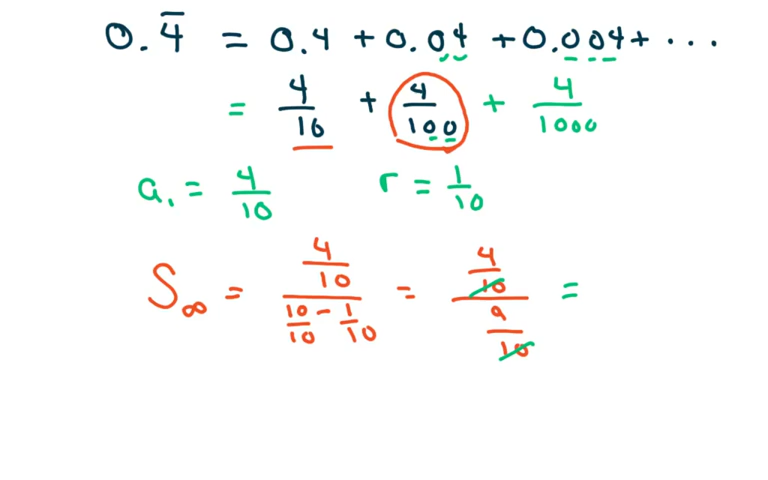 0.4̅ = 0.4 + 0.04 + 0.004 + ...
= 4/10 + 4/100 + 4/1000
a₁ = 4/10 r = 1/10
S∞ = (4/10)/(10/10 - 1/10) = (4/10)/(9/10) =